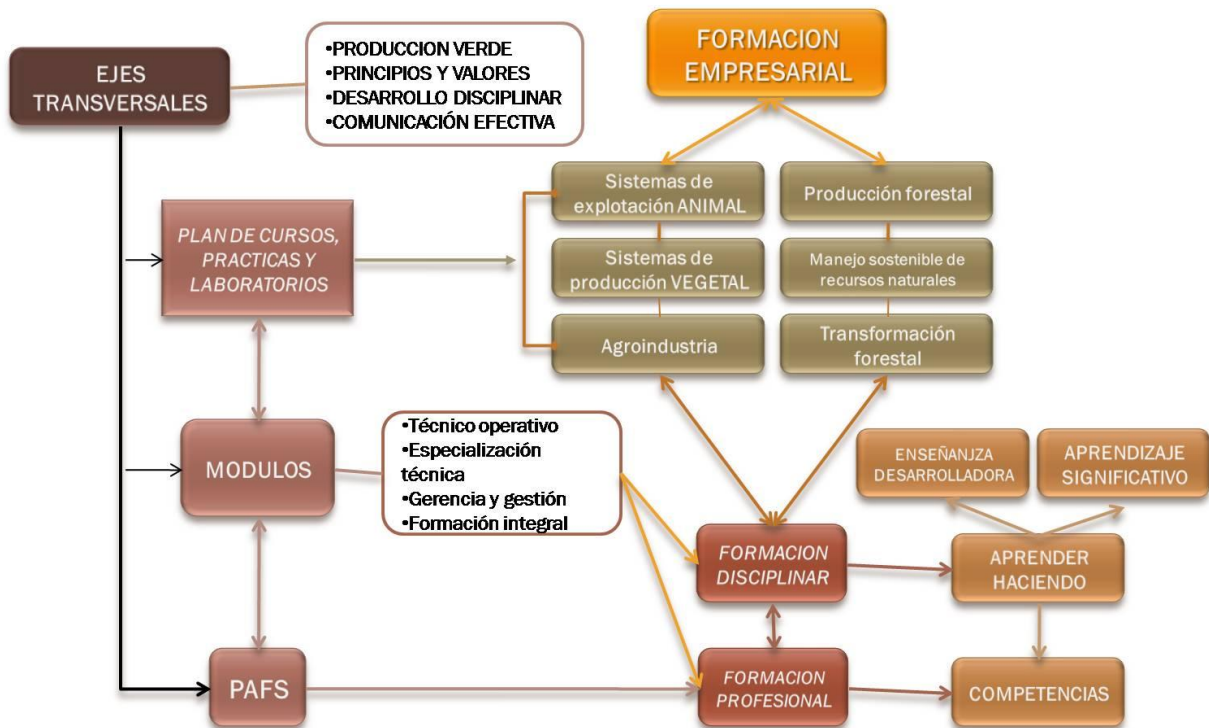 EJES
TRANSVERSALES
•PRODUCCION VERDE
•PRINCIPIOS Y VALORES
•DESARROLLO DISCIPLINAR
•COMUNICACIÓN EFECTIVA
FORMACION
EMPRESARIAL
Sistemas de
explotación ANIMAL
Producción forestal
PLAN DE CURSOS,
PRACTICAS Y
LABORATORIOS
Sistemas de
producción VEGETAL
Manejo sostenible de
recursos naturales
Agroindustria
Transformación
forestal
MODULOS
•Técnico operativo
•Especialización
técnica
•Gerencia y gestión
•Formación integral
ENSEÑANJZA
DESARROLLADORA
APRENDIZAJE
SIGNIFICATIVO
FORMACION
DISCIPLINAR
APRENDER
HACIENDO
PAFS
FORMACION
PROFESIONAL
COMPETENCIAS